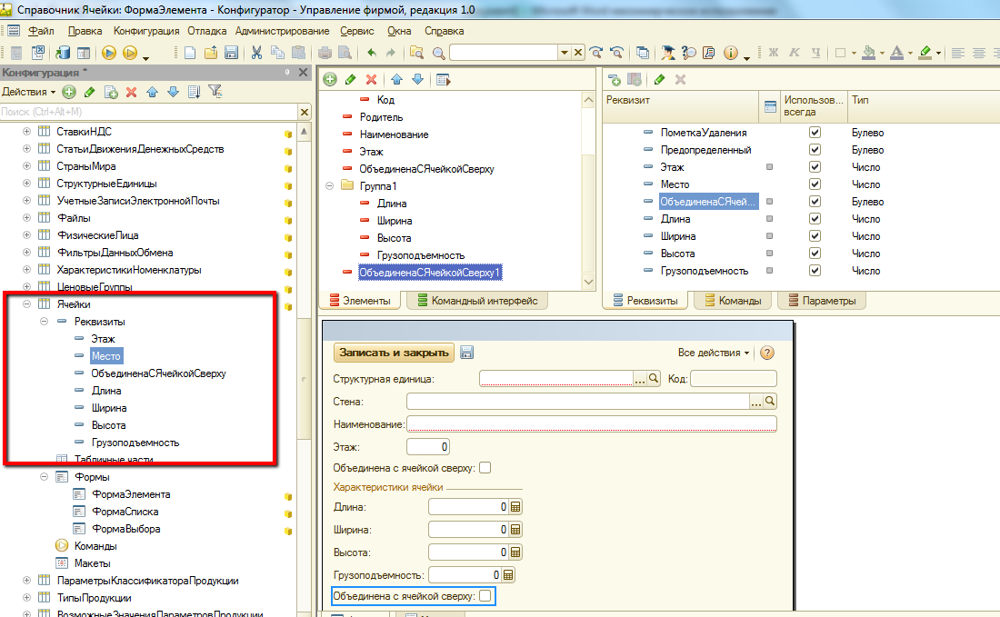 Справочник Ячейки: ФормаЭлемента - Конфигуратор - Управление фирмой, редакция 1.0
Файл Правка Конфигурация Отладка Администрирование Сервис Окна Справка
Конфигурация *
Действия
Поиск (Ctrl+Alt+M)
СтавкиНДС
СтатьиДвиженияДенежныхСредств
СтраныМира
СтруктурныеЕдиницы
УчетныеЗаписиЭлектроннойПочты
Файлы
ФизическиеЛица
ФильтрыДанныхОбмена
ХарактеристикиНоменклатуры
ЦеновыеГруппы
Ячейки
Реквизиты
Этаж
Место
ОбъединенаСЯчейкойСверху
Длина
Ширина
Высота
Грузоподъемность
Табличные части
Формы
ФормаЭлемента
ФормаСписка
ФормаВыбора
Команды
Макеты
ПараметрыКлассификатораПродукции
ТипыПродукции
ВозможныеЗначенияПараметровПродукции
Код
Родитель
Наименование
Этаж
ОбъединенаСЯчейкойСверху
Группа1
Длина
Ширина
Высота
Грузоподъемность
ОбъединенаСЯчейкойСверху1
Элементы Командный интерфейс
Реквизит Использов... всегда Тип
ПометкаУдаления Булево
Предопределенный Булево
Этаж Число
Место Число
ОбъединенаСЯчей... Булево
Длина Число
Ширина Число
Высота Число
Грузоподъемность Число
Реквизиты Команды Параметры
Записать и закрыть Все действия ?
Структурная единица: ... Код:
Стена: ...
Наименование:
Этаж: 0
Объединена с ячейкой сверху:
Характеристики ячейки
Длина: 0
Ширина: 0
Высота: 0
Грузоподъемность: 0
Объединена с ячейкой сверху: